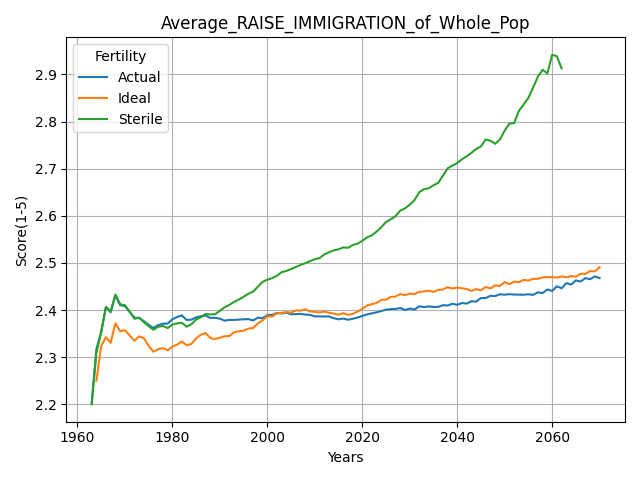 Average_RAISE_IMMIGRATION_of_Whole_Pop
Fertility
Actual
Ideal
Sterile
Score(1-5)
2.9
2.8
2.7
2.6
2.5
2.4
2.3
2.2
1960 1980 2000 2020 2040 2060
Years